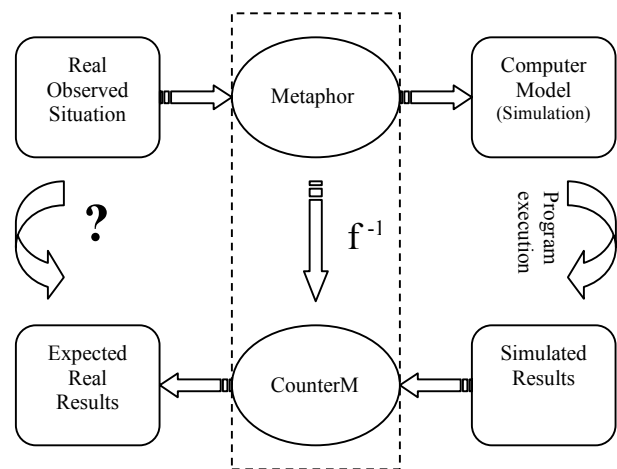 Real
Observed
Situation
Metaphor
Computer
Model
(Simulation)
?
f -1
Program
execution
Expected
Real
Results
CounterM
Simulated
Results